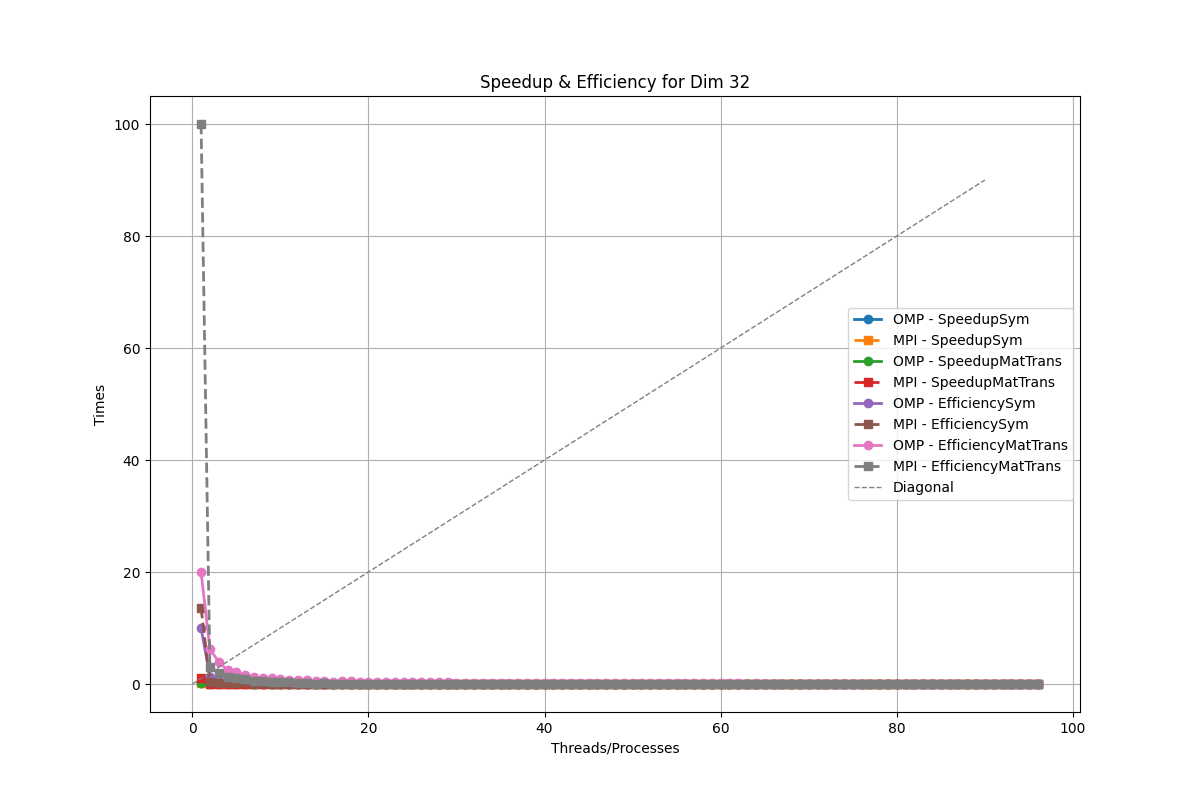 Speedup & Efficiency for Dim 32
100
80
60
40
20
0
Times
OMP - SpeedupSym
MPI - SpeedupSym
OMP - SpeedupMatTrans
MPI - SpeedupMatTrans
OMP - EfficiencySym
MPI - EfficiencySym
OMP - EfficiencyMatTrans
MPI - EfficiencyMatTrans
Diagonal
0 20 40 60 80 100
Threads/Processes